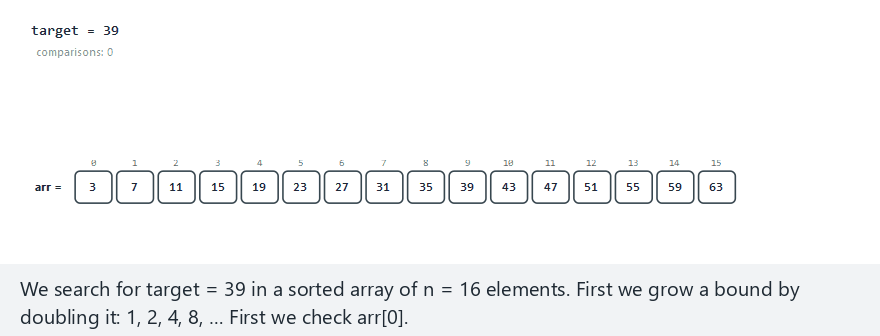 target = 39
comparisons: 0
0 1 2 3 4 5 6 7 8 9 10 11 12 13 14 15
arr = 3 7 11 15 19 23 27 31 35 39 43 47 51 55 59 63
We search for target = 39 in a sorted array of n = 16 elements. First we grow a bound by
doubling it: 1, 2, 4, 8, ... First we check arr[0].